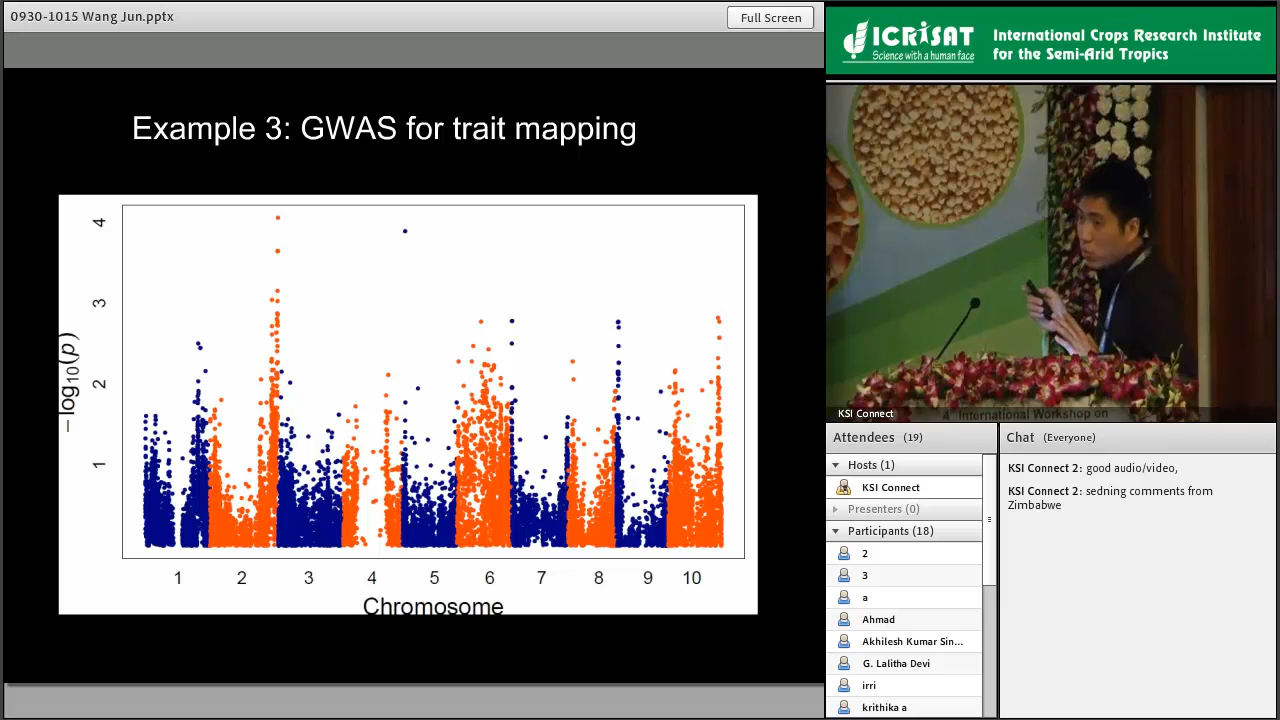 0930-1015 Wang Jun.pptx
Full Screen
Example 3: GWAS for trait mapping
−log10(p)
4
3
2
1
1 2 3 4 5 6 7 8 9 10
Chromosome
ICRISAT
Science with a human face
International Crops Research Institute
for the Semi-Arid Tropics
4 International Workshop on
KSI Connect
Attendees (19)
Hosts (1)
KSI Connect
Presenters (0)
Participants (18)
2
3
a
Ahmad
Akhilesh Kumar Sin...
G. Lalitha Devi
irri
krithika a
Chat (Everyone)
KSI Connect 2: good audio/video,
KSI Connect 2: sedning comments from
Zimbabwe